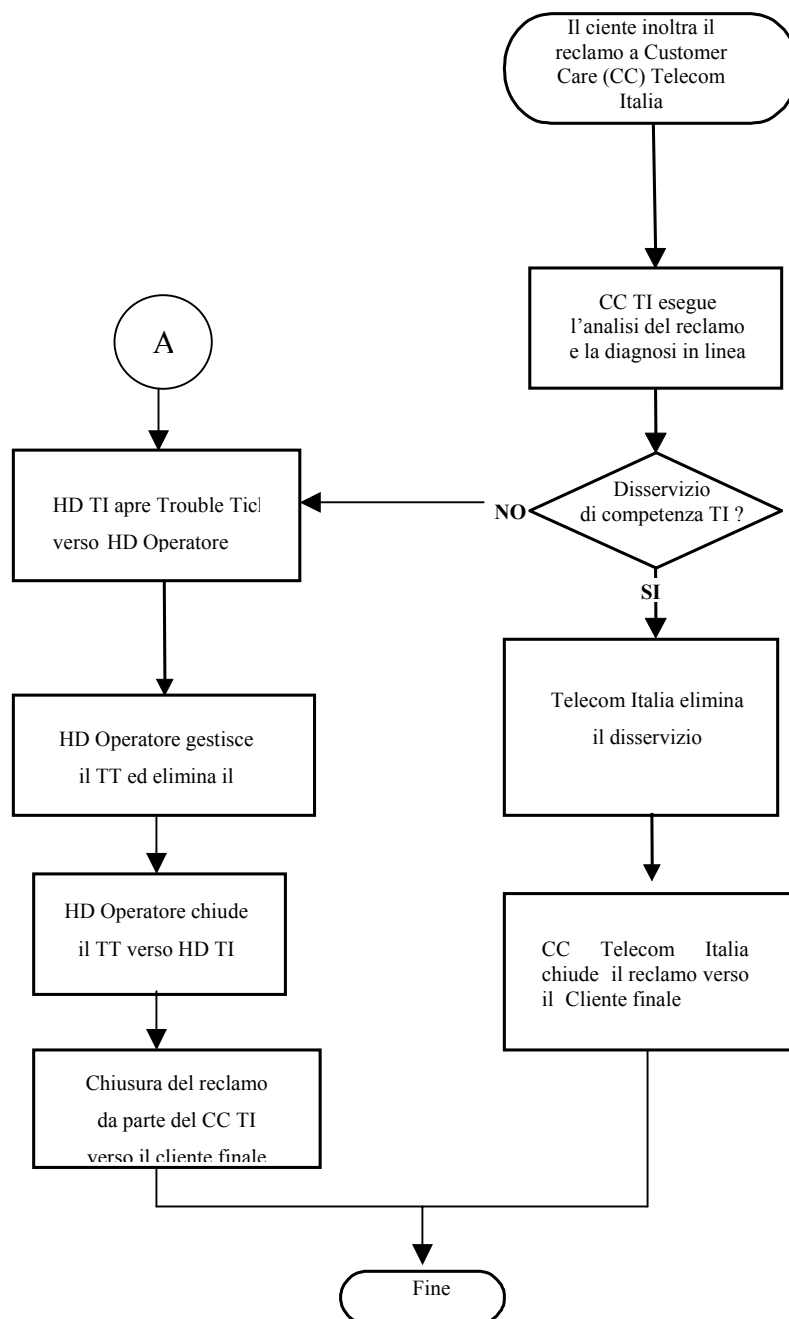 Il ciente inoltra il
reclamo a Customer
Care (CC) Telecom
Italia
CC TI esegue
l'analisi del reclamo
e la diagnosi in linea
A
Disservizio
di competenza TI ?
NO
SI
HD TI apre Trouble
verso HD Operatore
Telecom Italia elimina
il disservizio
HD Operatore gestisce
il TT ed elimina il
HD Operatore chiude
il TT verso HD TI
CC Telecom Italia
chiude il reclamo verso
il Cliente finale
Chiusura del reclamo
da parte del CC TI
verso il cliente finale
Fine